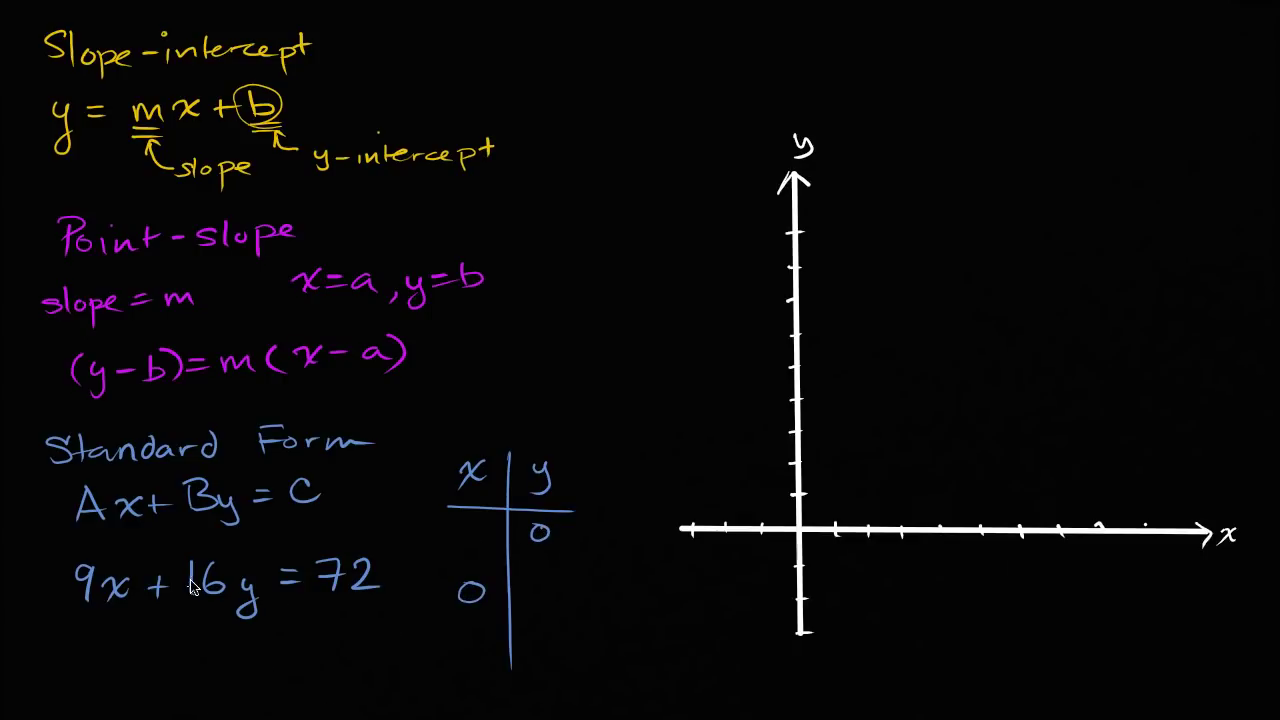 Slope-intercept
y = mx + b
slope
y-intercept
Point-slope
slope = m
x=a, y=b
(y-b)=m(x-a)
Standard Form
Ax+By=C
9x+16y=72
x y
0
0
y
x